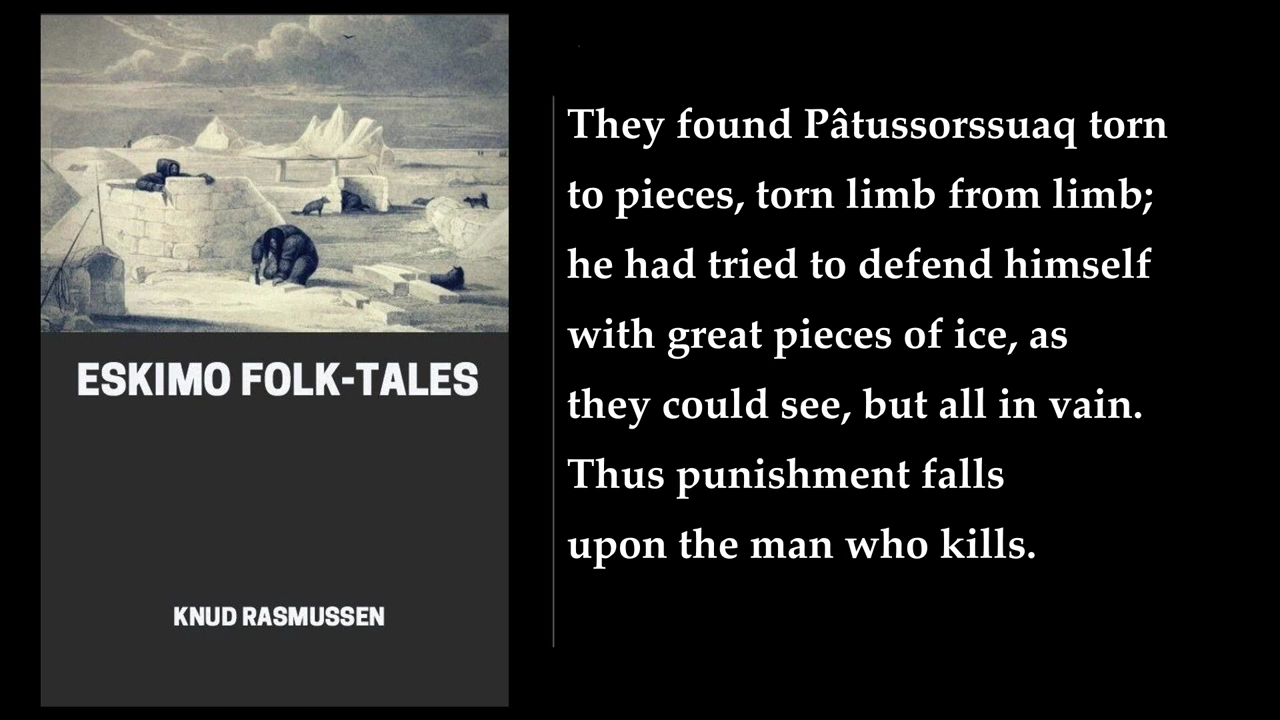 ESKIMO FOLK-TALES
KNUD RASMUSSEN
They found Pâtussorssuaq torn
to pieces, torn limb from limb;
he had tried to defend himself
with great pieces of ice, as
they could see, but all in vain.
Thus punishment falls
upon the man who kills.